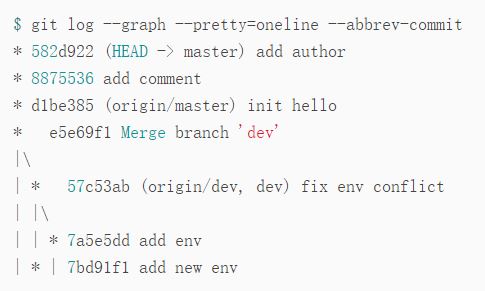 $ git log --graph --pretty=oneline --abbrev-commit
* 582d922 (HEAD -> master) add author
* 8875536 add comment
* d1be385 (origin/master) init hello
*   e5e69f1 Merge branch 'dev'
|\
| *   57c53ab (origin/dev, dev) fix env conflict
| |\
| | * 7a5e5dd add env
| * | 7bd91f1 add new env